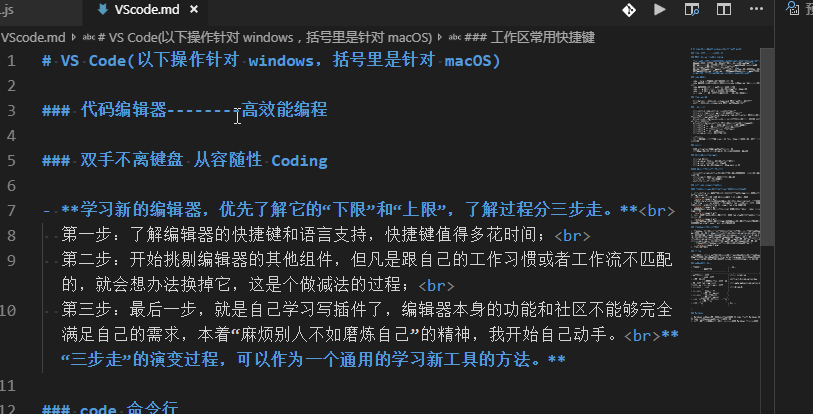 .js
VScode.md ×
VScode.md > abc # VS Code(以下操作针对 windows，括号里是针对 macOS) > abc ### 工作区常用快捷键
预
1 # VS Code(以下操作针对 windows，括号里是针对 macOS)
2
3 ### 代码编辑器--------高效能编程
4
5 ### 双手不离键盘 从容随性 Coding
6
7 - **学习新的编辑器，优先了解它的“下限”和“上限”，了解过程分三步走。**<br>
8 第一步：了解编辑器的快捷键和语言支持，快捷键值得多花时间；<br>
9 第二步：开始挑剔编辑器的其他组件，但凡是跟自己的工作习惯或者工作流不匹配
的，就会想办法换掉它，这是个做减法的过程；<br>
10 第三步：最后一步，就是自己学习写插件了，编辑器本身的功能和社区不能够完全
满足自己的需求，本着“麻烦别人不如磨炼自己”的精神，我开始自己动手。<br>**
“三步走”的演变过程，可以作为一个通用的学习新工具的方法。**
11
12 ### code 命令行